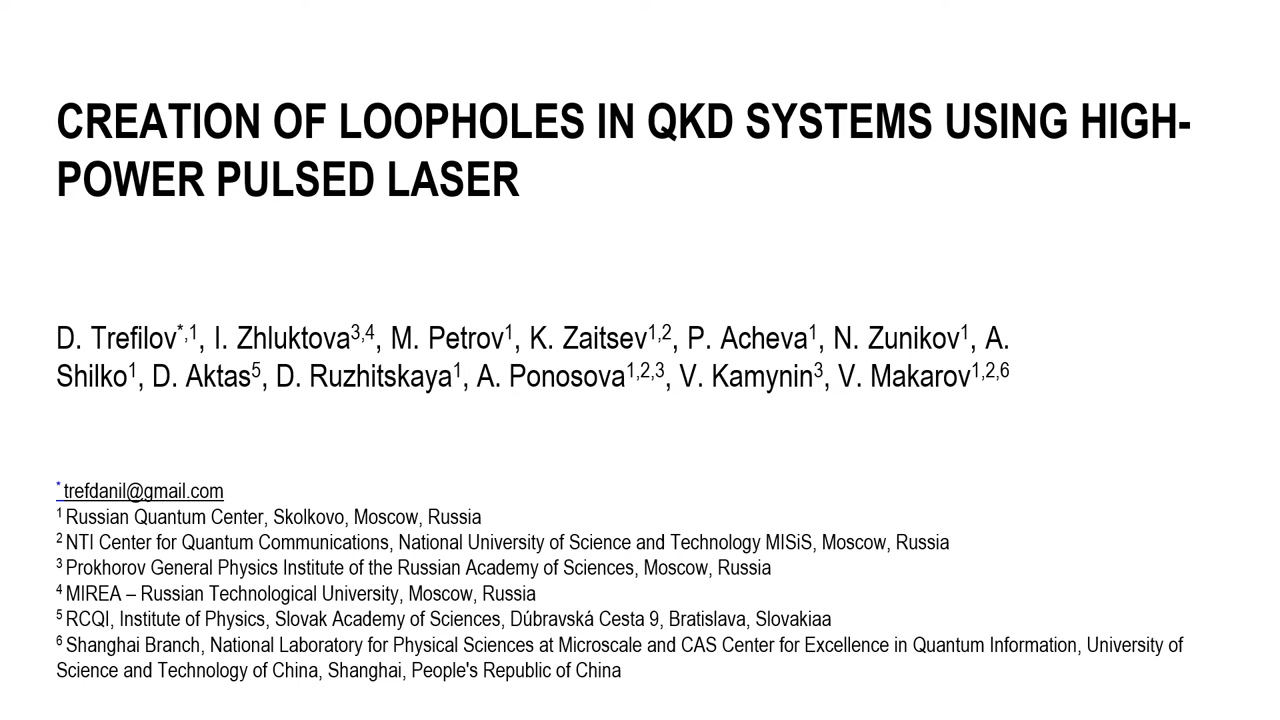 CREATION OF LOOPHOLES IN QKD SYSTEMS USING HIGH-
POWER PULSED LASER
D. Trefilov*,1, I. Zhluktova3,4, M. Petrov1, K. Zaitsev1,2, P. Acheva1, N. Zunikov1, A.
Shilko1, D. Aktas5, D. Ruzhitskaya1, A. Ponosova1,2,3, V. Kamynin3, V. Makarov1,2,6
* trefdanil@gmail.com
1 Russian Quantum Center, Skolkovo, Moscow, Russia
2 NTI Center for Quantum Communications, National University of Science and Technology MISiS, Moscow, Russia
3 Prokhorov General Physics Institute of the Russian Academy of Sciences, Moscow, Russia
4 MIREA – Russian Technological University, Moscow, Russia
5 RCQI, Institute of Physics, Slovak Academy of Sciences, Dúbravská Cesta 9, Bratislava, Slovakiaa
6 Shanghai Branch, National Laboratory for Physical Sciences at Microscale and CAS Center for Excellence in Quantum Information, University of
Science and Technology of China, Shanghai, People's Republic of China